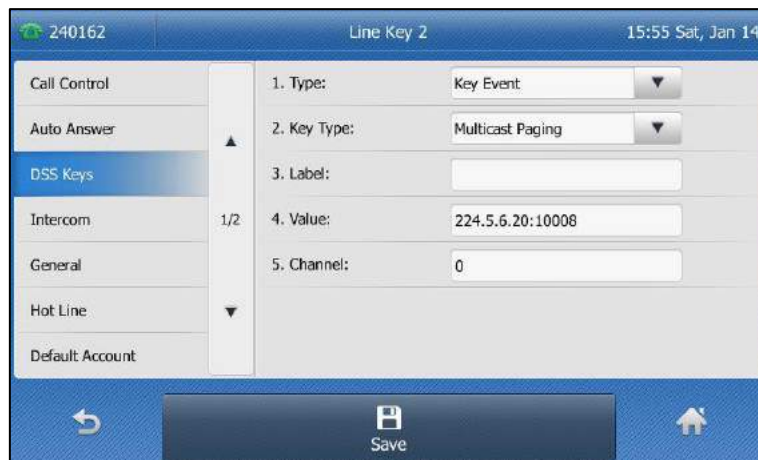 240162 Line Key 2 15:55 Sat, Jan 14
Call Control
Auto Answer
DSS Keys
Intercom
General
Hot Line
Default Account
1/2
1. Type: Key Event
2. Key Type: Multicast Paging
3. Label:
4. Value: 224.5.6.20:10008
5. Channel: 0
Save